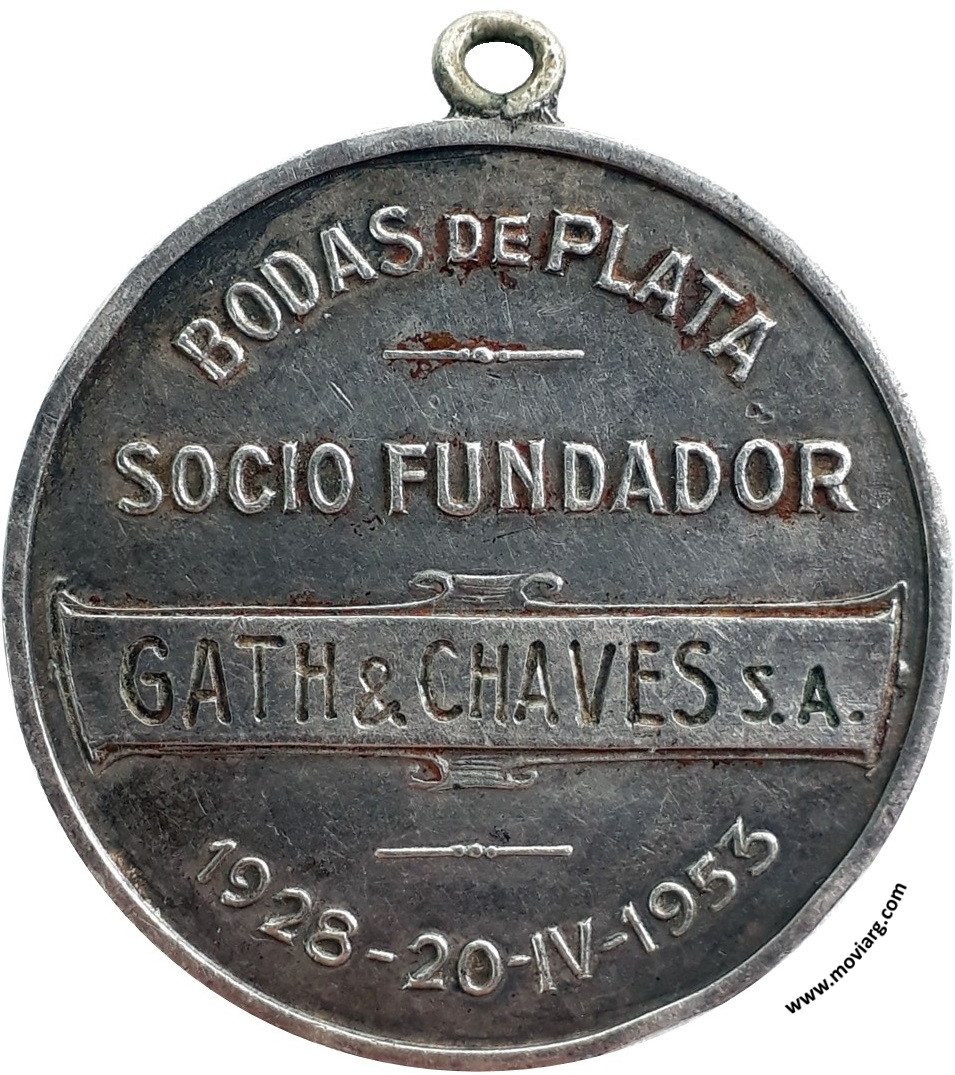 BODAS DE PLATA
SOCIO FUNDADOR
GATH & CHAVES S.A.
1928-20-IV-1953
www.moviarg.com